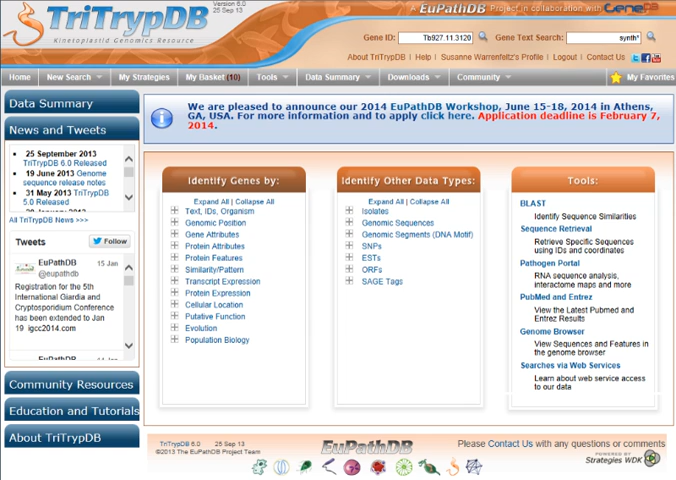 TriTrypDB
Version 6.0
25 Sep 13
Kinetoplastid Genomics Resource
A EuPathDB Project in collaboration with GeneDB
Gene ID: Tb927.11.3120
Gene Text Search: synth*
About TriTrypDB | Help | Susanne Warrenfeltz's Profile | Logout | Contact Us
Home New Search My Strategies My Basket (10) Tools Data Summary Downloads Community My Favorites
Data Summary
News and Tweets
25 September 2013
TriTrypDB 6.0 Released
19 June 2013 Genome
sequence release notes
31 May 2013 TriTrypDB
5.0 Released
All TriTrypDB News >>>
Tweets
Follow
EuPathDB 15 Jan
@eupathdb
Registration for the 5th
International Giardia and
Cryptosporidium Conference
has been extended to Jan
19 igcc2014.com
EuPathDB 14 Jan
Community Resources
Education and Tutorials
About TriTrypDB
We are pleased to announce our 2014 EuPathDB Workshop, June 15-18, 2014 in Athens,
GA, USA. For more information and to apply click here. Application deadline is February 7,
2014.
Identify Genes by:
Expand All | Collapse All
Text, IDs, Organism
Genomic Position
Gene Attributes
Protein Attributes
Protein Features
Similarity/Pattern
Transcript Expression
Protein Expression
Cellular Location
Putative Function
Evolution
Population Biology
Identify Other Data Types:
Expand All | Collapse All
Isolates
Genomic Sequences
Genomic Segments (DNA Motif)
SNPs
ESTs
ORFs
SAGE Tags
Tools:
BLAST
Identify Sequence Similarities
Sequence Retrieval
Retrieve Specific Sequences
using IDs and coordinates
Pathogen Portal
RNA sequence analysis,
interactome maps and more
PubMed and Entrez
View the Latest Pubmed and
Entrez Results
Genome Browser
View Sequences and Features in
the genome browser
Searches via Web Services
Learn about web service access
to our data
TriTrypDB 6.0 25 Sep 13
©2013 The EuPathDB Project Team
EuPathDB
Please Contact Us with any questions or comments
POWERED BY
Strategies WDK